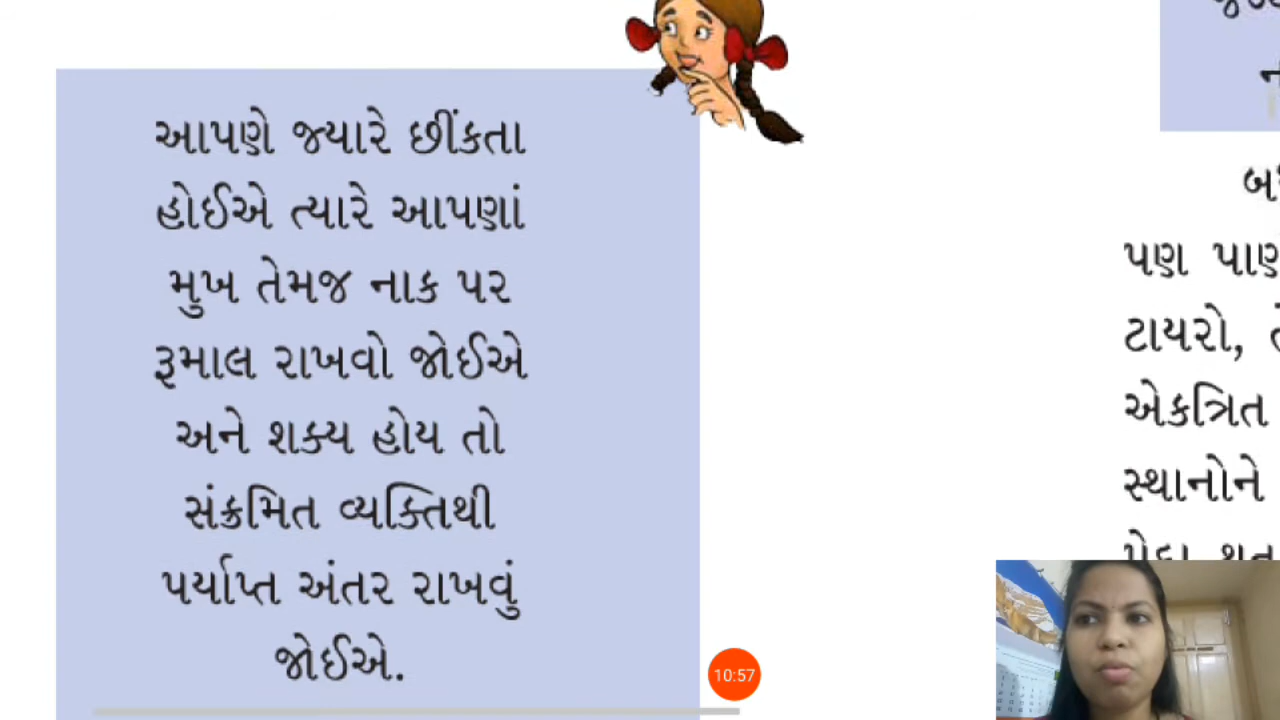 આપણે જ્યારે છીંકતા
હોઈએ ત્યારે આપણાં
મુખ તેમજ નાક પર
રૂમાલ રાખવો જોઈએ
અને શક્ય હોય તો
સંક્રમિત વ્યક્તિથી
પર્યાપ્ત અંતર રાખવું
જોઈએ.
પણ
ટાયરો,
એકત્રિત
સ્થાનોને
10:57